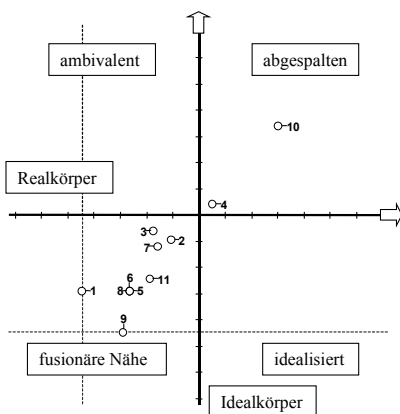 ambivalent abgespalten
10
Realkörper
4
3
2
7
11
6
1 8 5
9
fusionäre Nähe idealisiert
Idealkörper